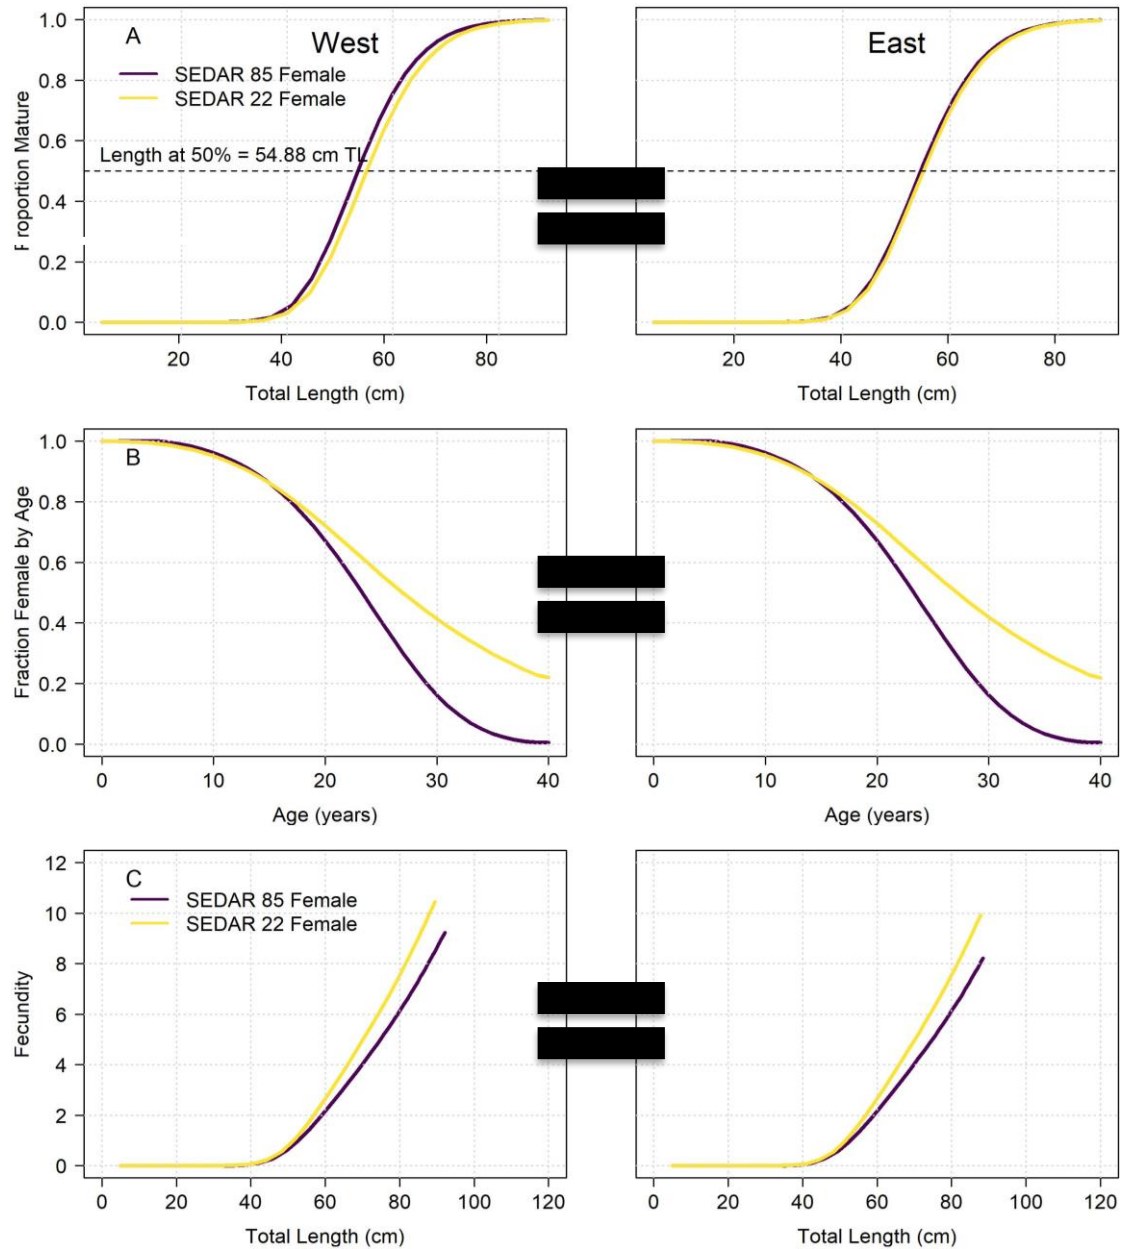 A
West
East
SEDAR 85 Female
SEDAR 22 Female
Length at 50% = 54.88 cm TL
Proportion Mature
1.0
0.8
0.6
0.4
0.2
0.0
20 40 60 80
20 40 60 80
Total Length (cm)
Total Length (cm)
B
Fraction Female by Age
1.0
0.8
0.6
0.4
0.2
0.0
0 10 20 30 40
0 10 20 30 40
Age (years)
Age (years)
C
SEDAR 85 Female
SEDAR 22 Female
Fecundity
12
10
8
6
4
2
0
0 20 40 60 80 100 120
0 20 40 60 80 100 120
Total Length (cm)
Total Length (cm)